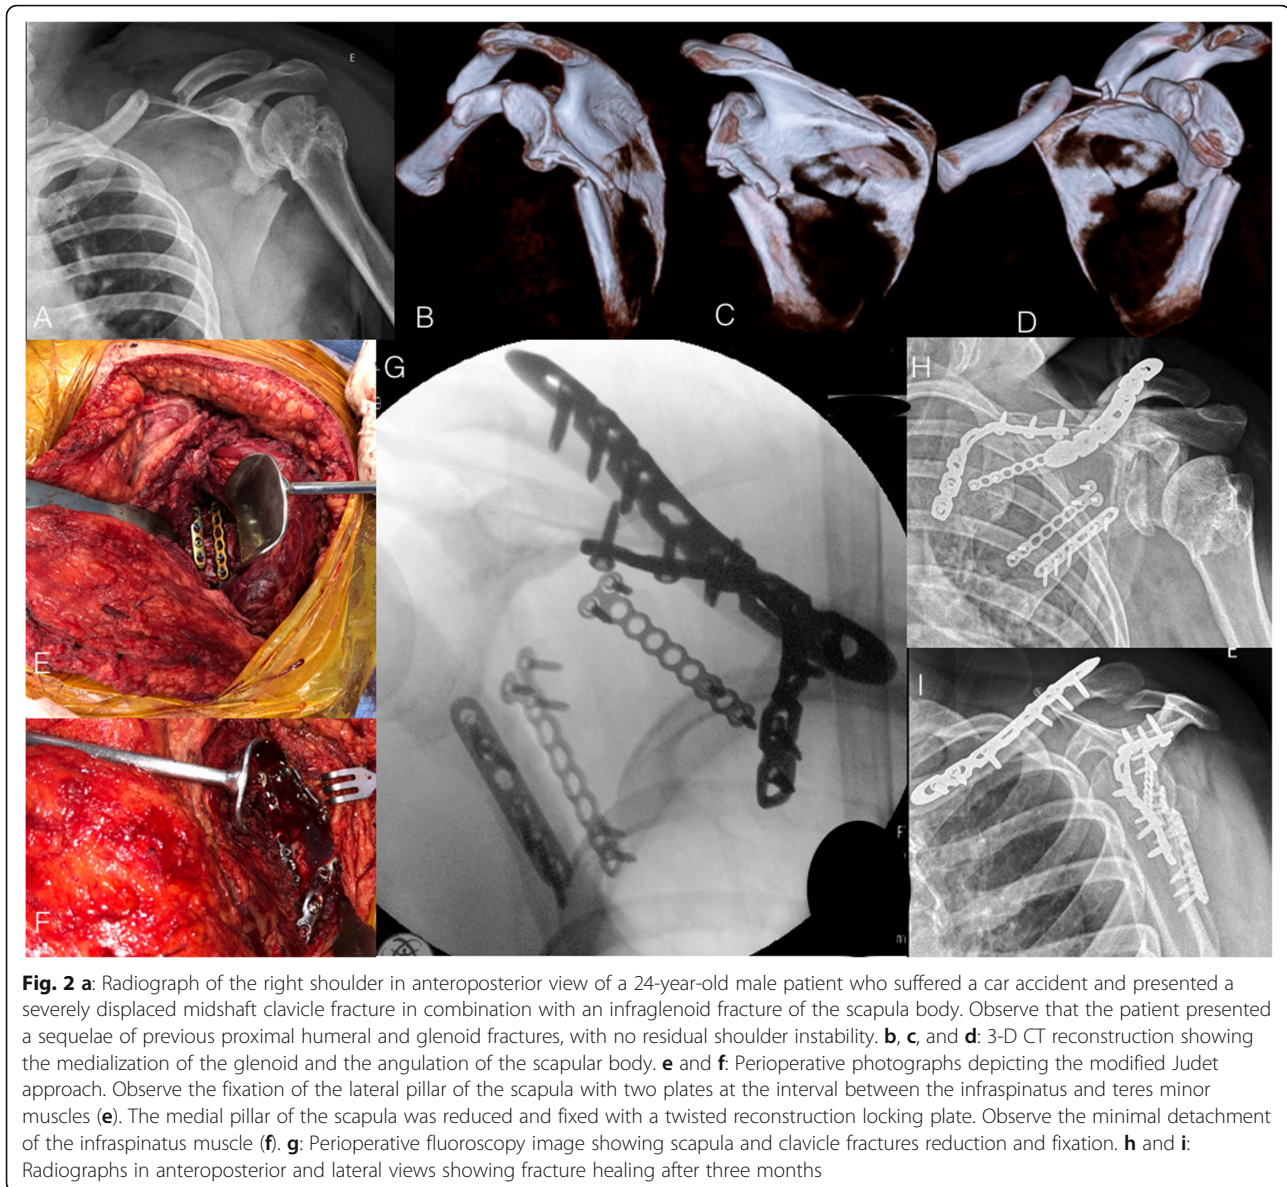 E
A
B
C
D
G
H
E
E
I
F
F
m
Fig. 2 a: Radiograph of the right shoulder in anteroposterior view of a 24-year-old male patient who suffered a car accident and presented a
severely displaced midshaft clavicle fracture in combination with an infraglenoid fracture of the scapula body. Observe that the patient presented
a sequelae of previous proximal humeral and glenoid fractures, with no residual shoulder instability. b, c, and d: 3-D CT reconstruction showing
the medialization of the glenoid and the angulation of the scapular body. e and f: Perioperative photographs depicting the modified Judet
approach. Observe the fixation of the lateral pillar of the scapula with two plates at the interval between the infraspinatus and teres minor
muscles (e). The medial pillar of the scapula was reduced and fixed with a twisted reconstruction locking plate. Observe the minimal detachment
of the infraspinatus muscle (f). g: Perioperative fluoroscopy image showing scapula and clavicle fractures reduction and fixation. h and i:
Radiographs in anteroposterior and lateral views showing fracture healing after three months